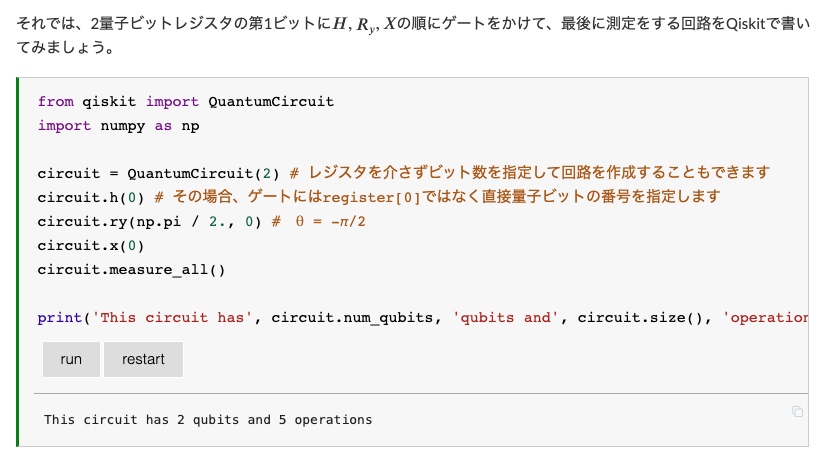 それでは、2量子ビットレジスタの第1ビットにH, Ry, Xの順にゲートをかけて、最後に測定をする回路をQiskitで書い
てみましょう。
from qiskit import QuantumCircuit
import numpy as np
circuit = QuantumCircuit(2) # レジスタを介さずビット数を指定して回路を作成することもできます
circuit.h(0) # その場合、ゲートにはregister[0]ではなく直接量子ビットの番号を指定します
circuit.ry(np.pi / 2., 0) # θ = -π/2
circuit.x(0)
circuit.measure_all()
print('This circuit has', circuit.num_qubits, 'qubits and', circuit.size(), 'operation
run restart
This circuit has 2 qubits and 5 operations